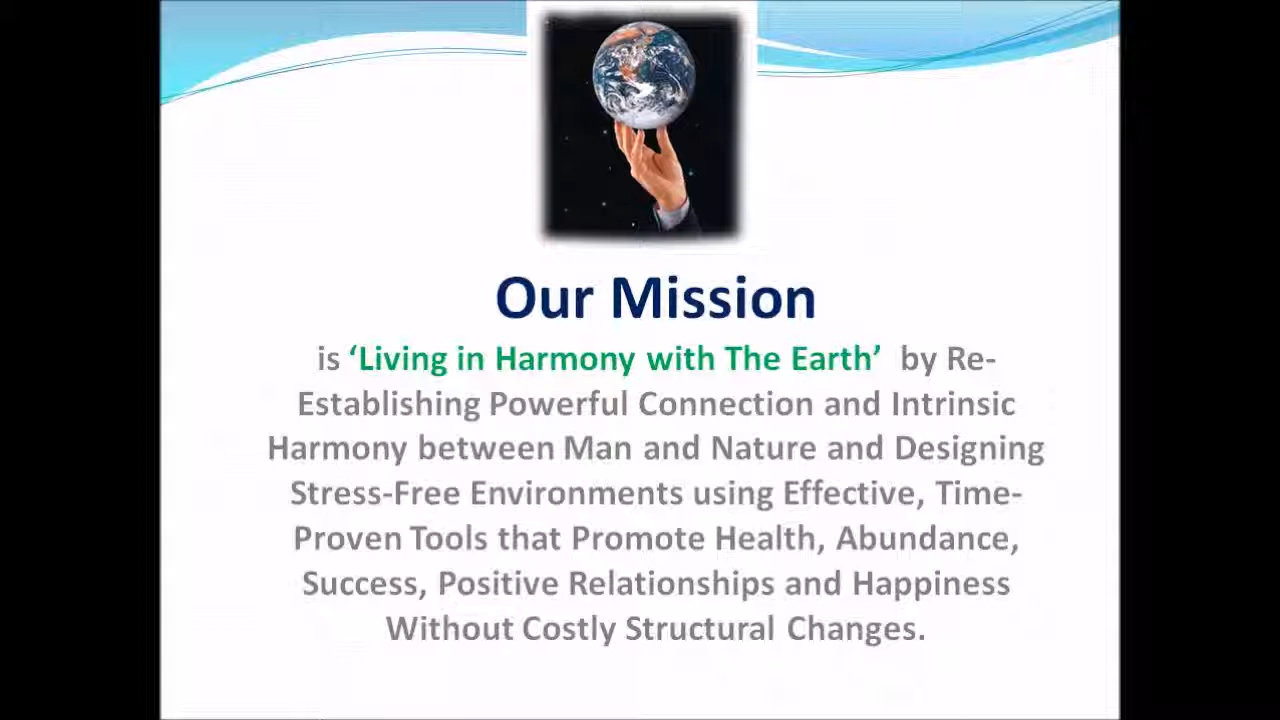 Our Mission
is ‘Living in Harmony with The Earth’ by Re-
Establishing Powerful Connection and Intrinsic
Harmony between Man and Nature and Designing
Stress-Free Environments using Effective, Time-
Proven Tools that Promote Health, Abundance,
Success, Positive Relationships and Happiness
Without Costly Structural Changes.